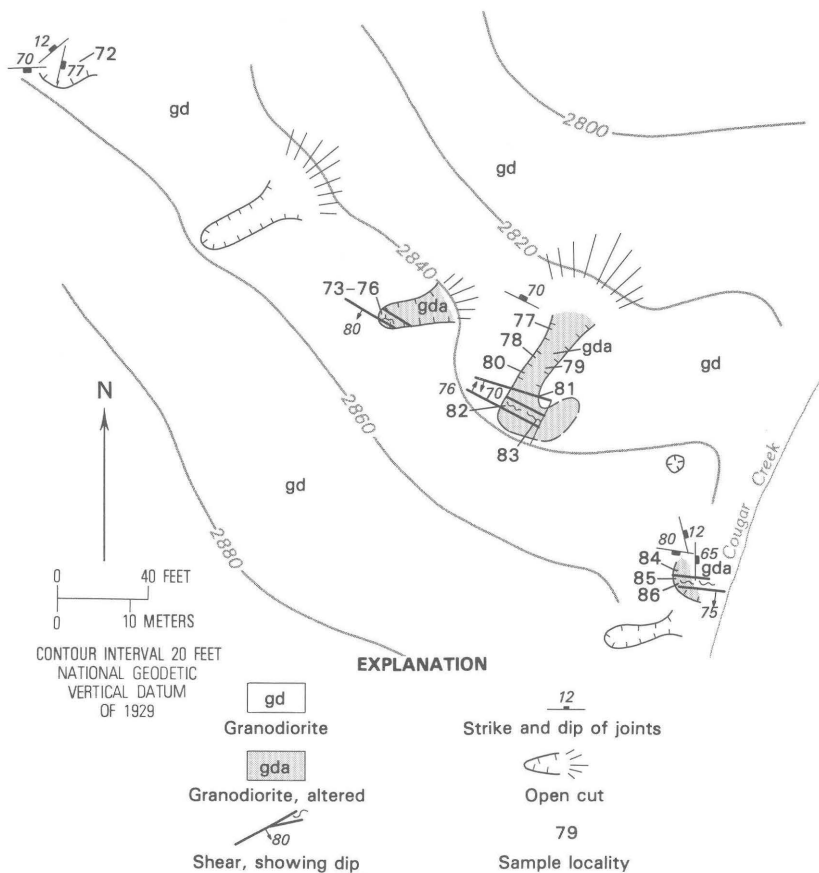 12
70
77
72
gd
2800
gd
2820
2840
73–76
gda
80
70
77
78
gda
80
79
gd
81
76
70
82
83
2860
gd
2880
N
Cougar Creek
12
80
65
84
gda
85
86
75
0 40 FEET
0 10 METERS
CONTOUR INTERVAL 20 FEET
NATIONAL GEODETIC
VERTICAL DATUM
OF 1929
EXPLANATION
gd
Granodiorite
gda
Granodiorite, altered
80
Shear, showing dip
12
Strike and dip of joints
Open cut
79
Sample locality